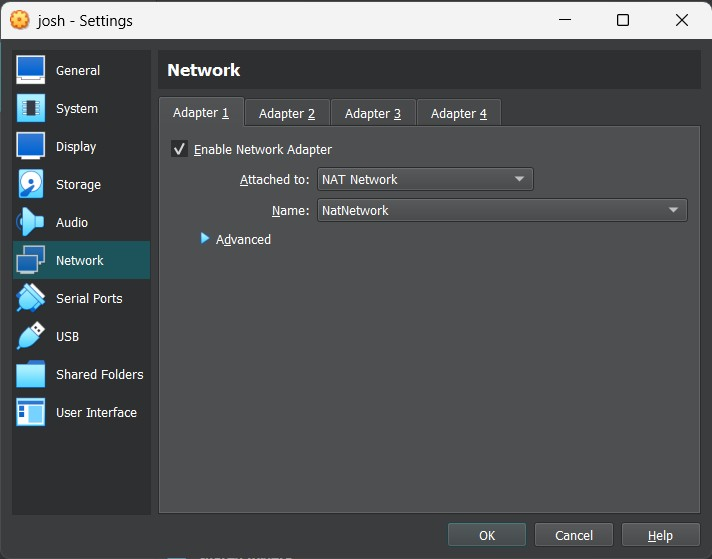 josh - Settings
General
System
Display
Storage
Audio
Network
Serial Ports
USB
Shared Folders
User Interface
Network
Adapter 1
Adapter 2
Adapter 3
Adapter 4
Enable Network Adapter
Attached to: NAT Network
Name: NatNetwork
Advanced
OK
Cancel
Help